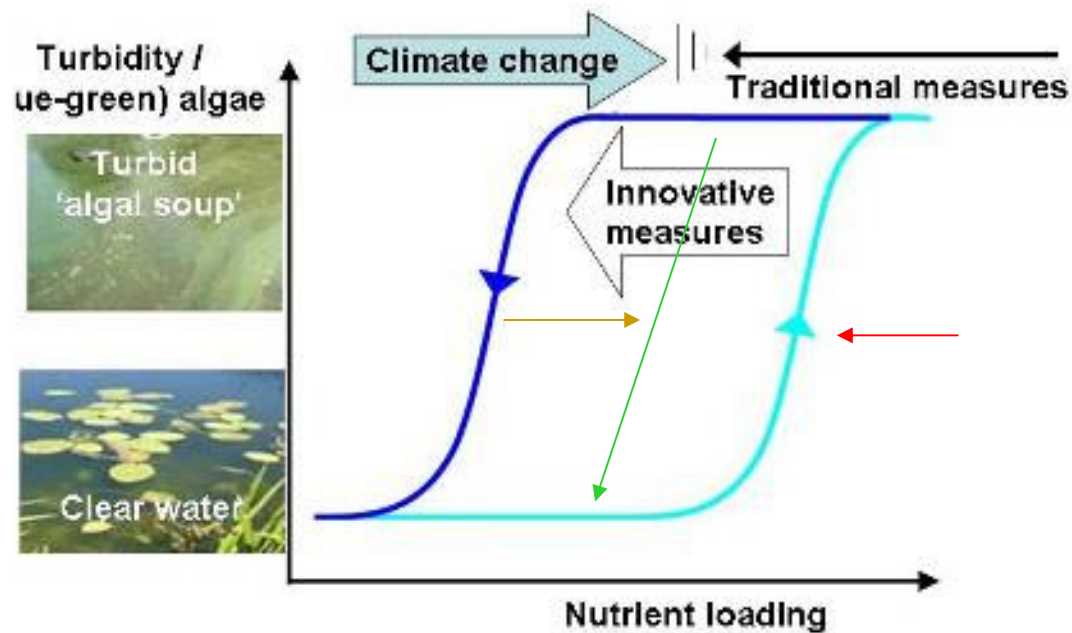 Turbidity /
ue-green) algae
Climate change
Traditional measures
Turbid
'algal soup'
Innovative
measures
Clear water
Nutrient loading